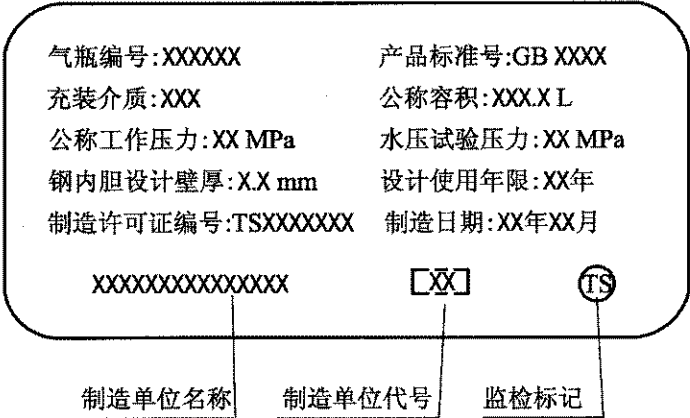 气瓶编号:XXXXXX 产品标准号:GB XXXX
充装介质:XXX 公称容积:XXX.X L
公称工作压力:XX MPa 水压试验压力:XX MPa
钢内胆设计壁厚:X.X mm 设计使用年限:XX年
制造许可证编号:TSXXXXXXX 制造日期:XX年XX月
XXXXXXXXXXXXXXX [XX] TS
制造单位名称 制造单位代号 监检标记